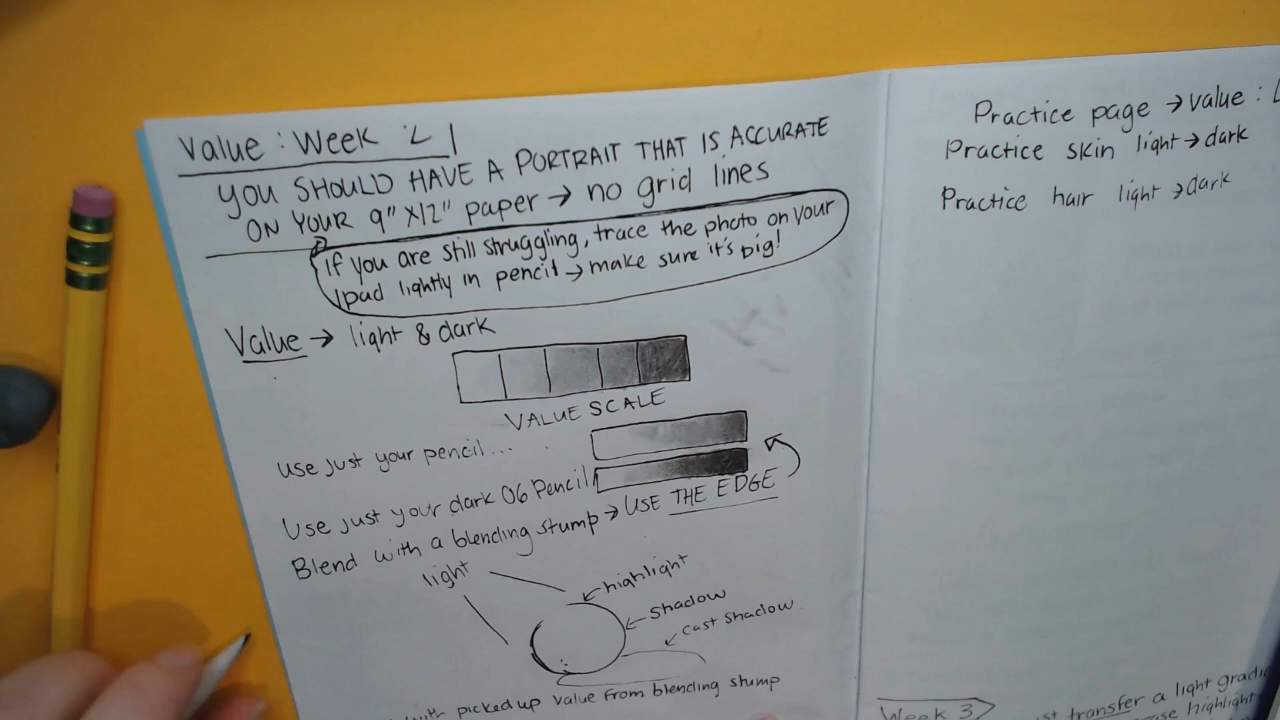 Value: Week 1
YOU SHOULD HAVE A PORTRAIT THAT IS ACCURATE
ON YOUR 9" X12" paper → no grid lines
If you are still struggling, trace the photo on your
Ipad lightly in pencil → make sure it's big!
Value → light & dark
VALUE SCALE
Use just your pencil...
Use just your dark 06 Pencil
Blend with a blending stump → USE THE EDGE
light
highlight
shadow
cast shadow
with picked up value from blending stump
Practice page → value:
Practice skin light → dark
Practice hair light → dark
Week 3
transfer a light
highlight